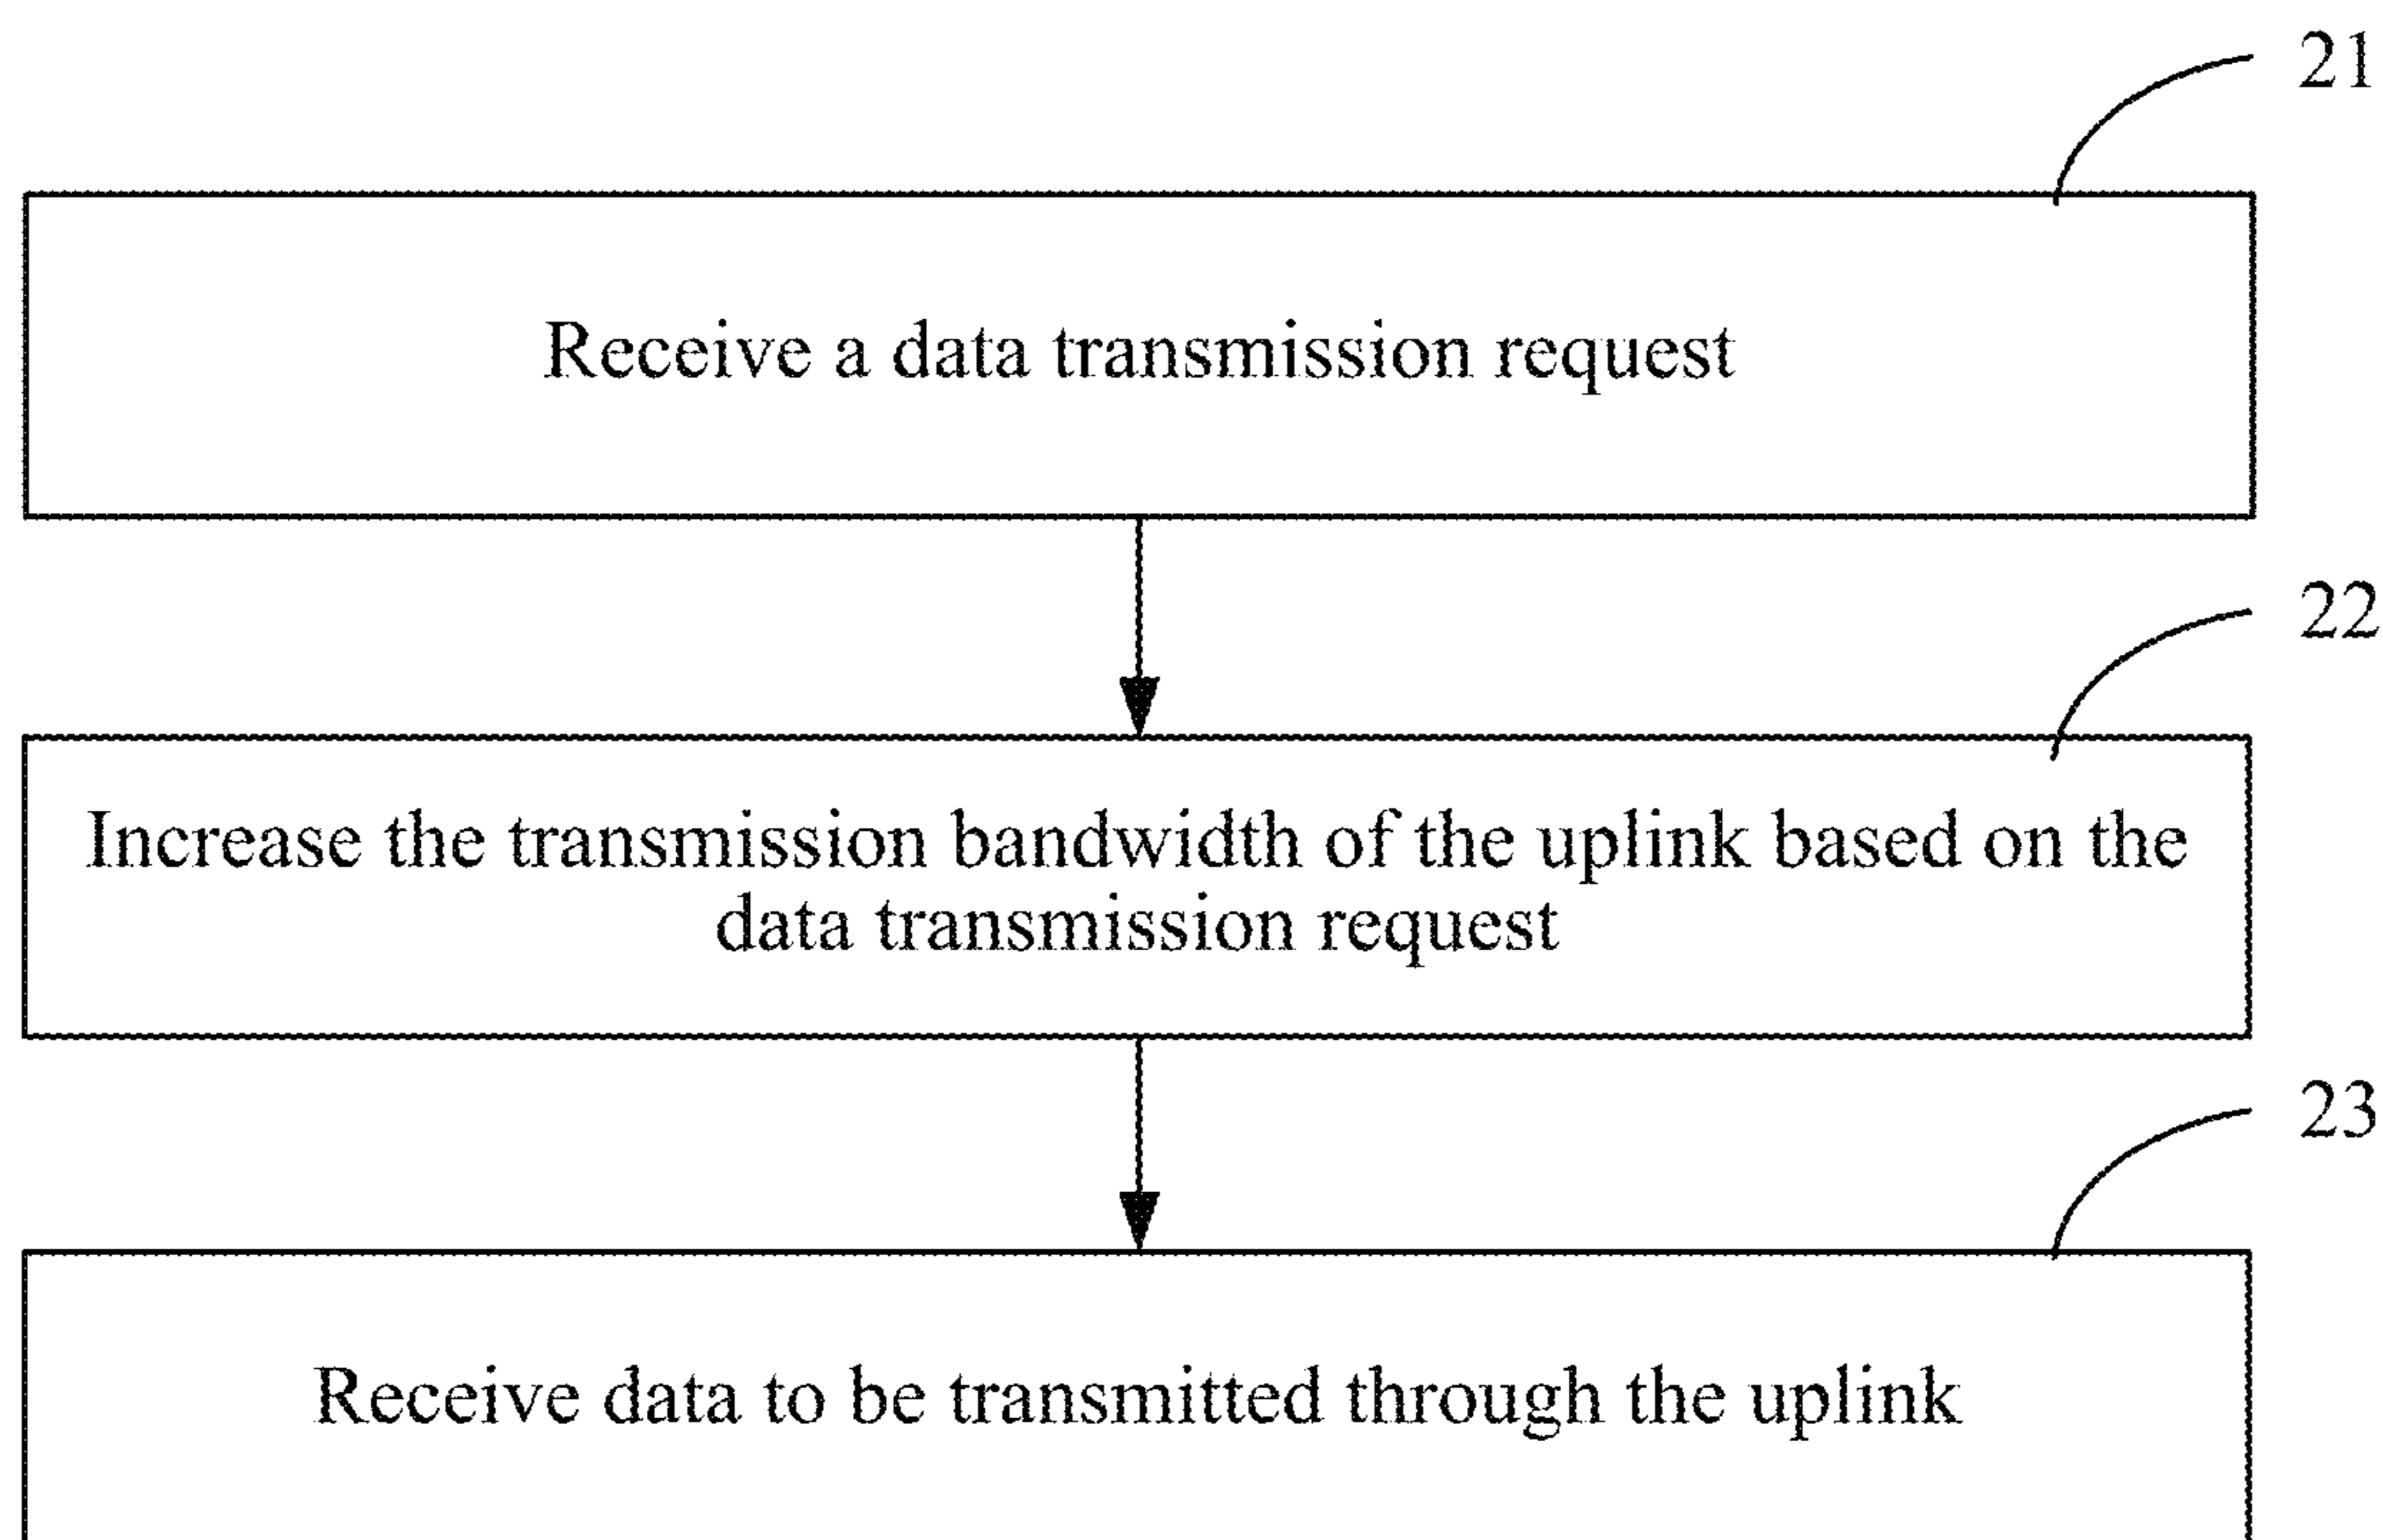 21
Receive a data transmission request
22
Increase the transmission bandwidth of the uplink based on the
data transmission request
23
Receive data to be transmitted through the uplink